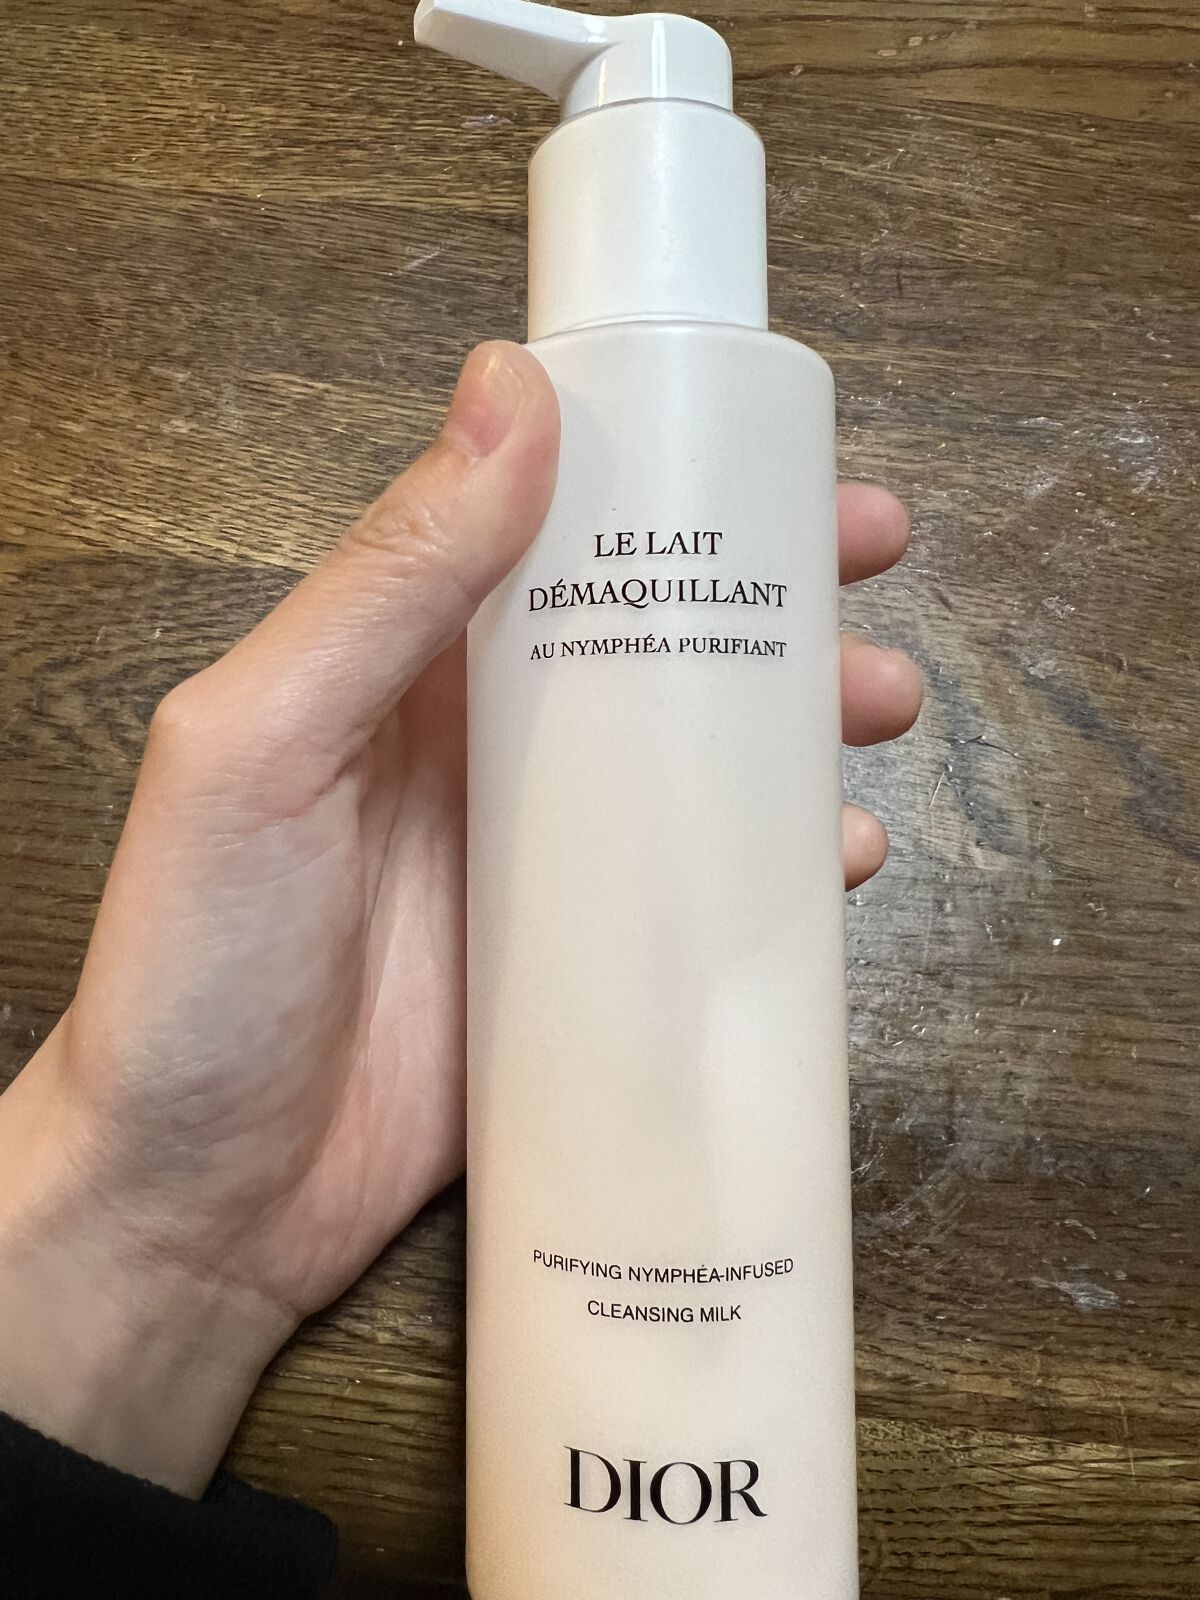 LE LAIT
DÉMAQUILLANT
AU NYMPHÉA PURIFIANT
PURIFYING NYMPHÉA-INFUSED
CLEANSING MILK
DIOR